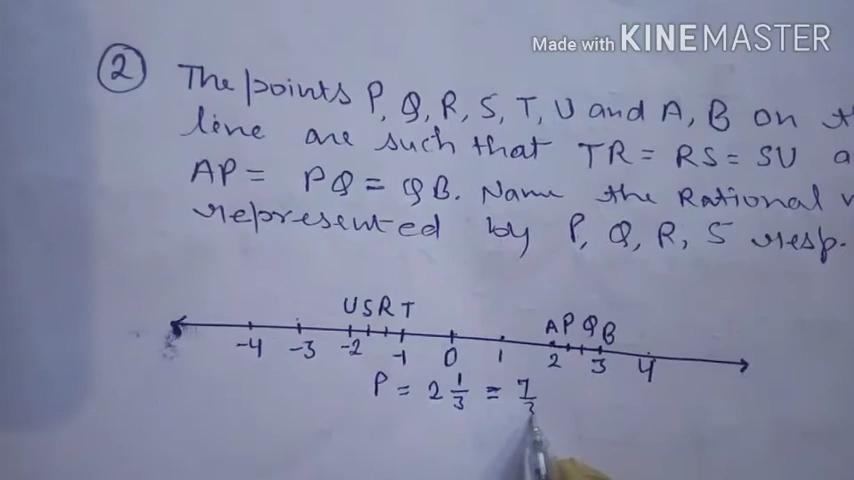 Made with KINEMASTER
2 The points P, Q, R, S, T, U and A, B on
line are such that TR = RS = SU
AP = PQ = QB. Name the Rational
represented by P, Q, R, S resp.
U S R T A P Q B
-4 -3 -2 -1 0 1 2 3 4
P = 2 1/3 = 7/3